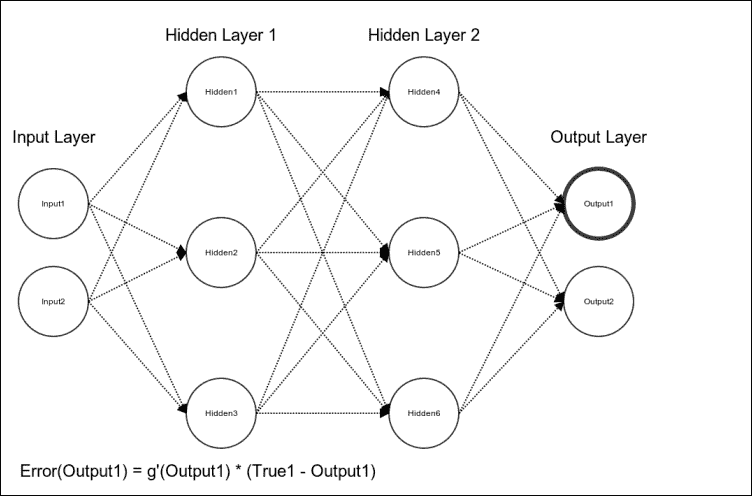 Hidden Layer 1
Hidden Layer 2
Hidden1
Hidden4
Input Layer
Output Layer
Input1
Output1
Hidden2
Hidden5
Input2
Output2
Hidden3
Hidden6
Error(Output1) = g'(Output1) * (True1 - Output1)